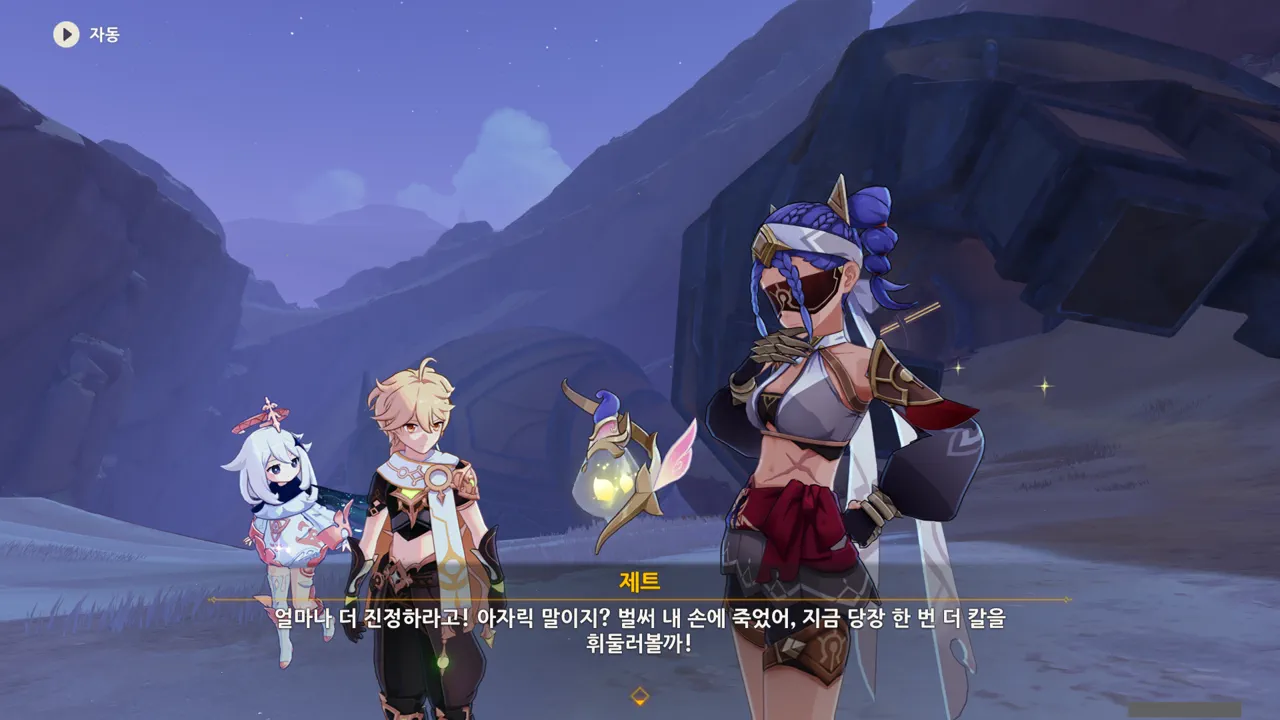 자동
제트
얼마나 더 진정하라고! 아자릭 말이지? 벌써 내 손에 죽었어, 지금 당장 한 번 더 칼을
휘둘러볼까!